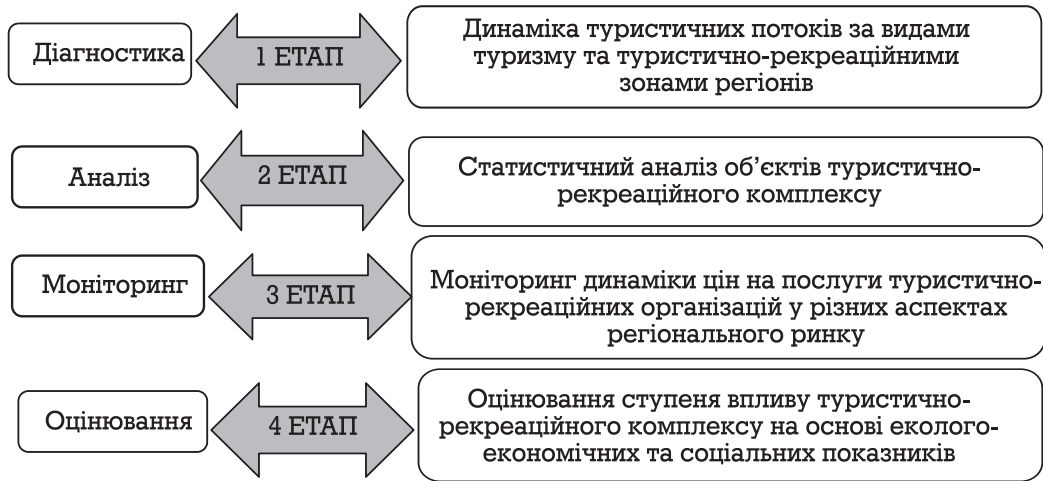 Діагностика
1 ЕТАП
Динаміка туристичних потоків за видами
туризму та туристично-рекреаційними
зонами регіонів
Аналіз
2 ЕТАП
Статистичний аналіз об’єктів туристично-
рекреаційного комплексу
Моніторинг
3 ЕТАП
Моніторинг динаміки цін на послуги туристично-
рекреаційних організацій у різних аспектах
регіонального ринку
Оцінювання
4 ЕТАП
Оцінювання ступеня впливу туристично-
рекреаційного комплексу на основі еколого-
економічних та соціальних показників